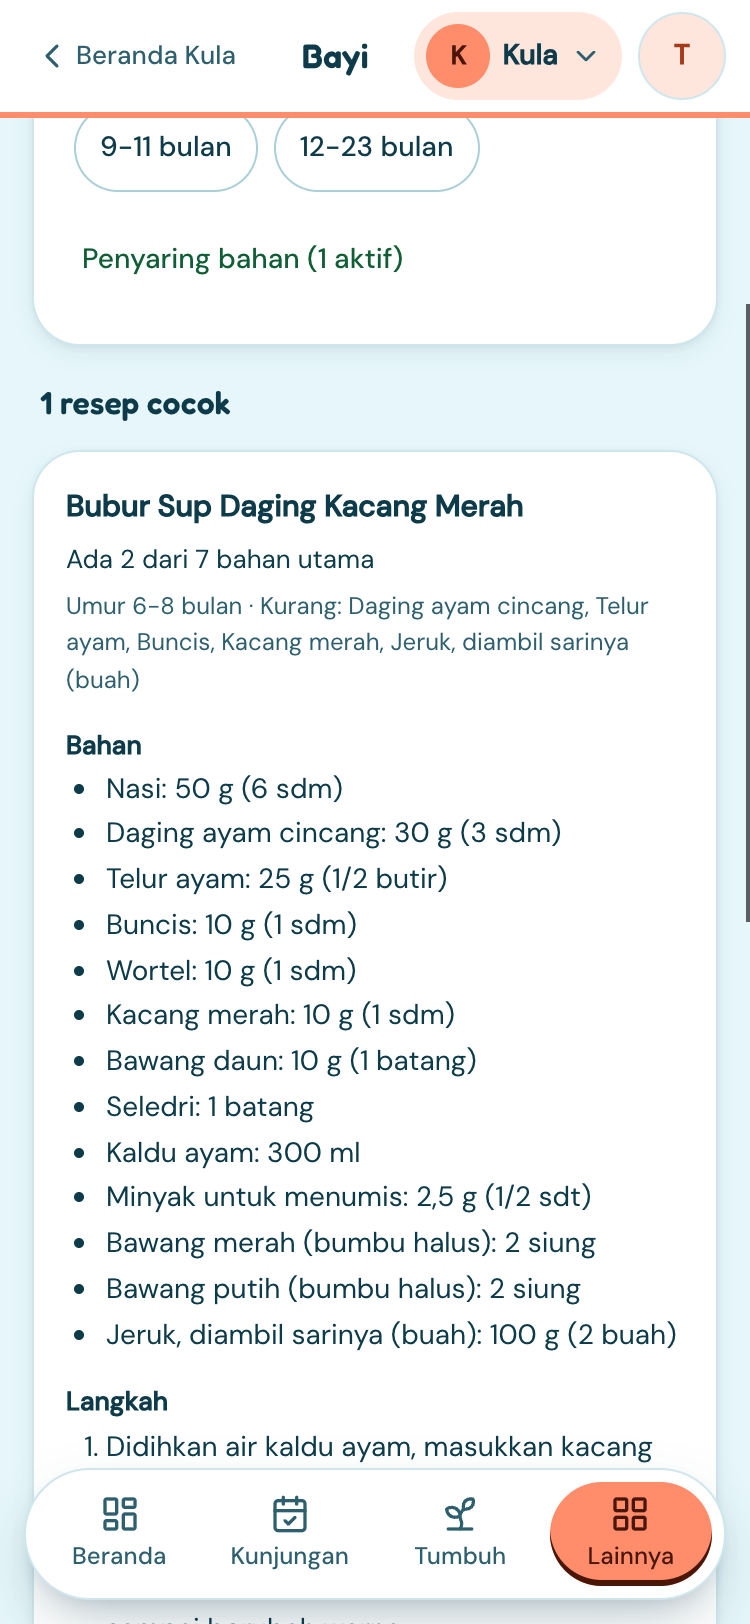 Beranda Kula
Bayi
K
Kula
T
9–11 bulan
12–23 bulan
Penyaring bahan (1 aktif)
1 resep cocok
Bubur Sup Daging Kacang Merah
Ada 2 dari 7 bahan utama
Umur 6–8 bulan · Kurang: Daging ayam cincang, Telur
ayam, Buncis, Kacang merah, Jeruk, diambil sarinya
(buah)
Bahan
• Nasi: 50 g (6 sdm)
• Daging ayam cincang: 30 g (3 sdm)
• Telur ayam: 25 g (1/2 butir)
• Buncis: 10 g (1 sdm)
• Wortel: 10 g (1 sdm)
• Kacang merah: 10 g (1 sdm)
• Bawang daun: 10 g (1 batang)
• Seledri: 1 batang
• Kaldu ayam: 300 ml
• Minyak untuk menumis: 2,5 g (1/2 sdt)
• Bawang merah (bumbu halus): 2 siung
• Bawang putih (bumbu halus): 2 siung
• Jeruk, diambil sarinya (buah): 100 g (2 buah)
Langkah
1. Didihkan air kaldu ayam, masukkan kacang
Beranda
Kunjungan
Tumbuh
Lainnya